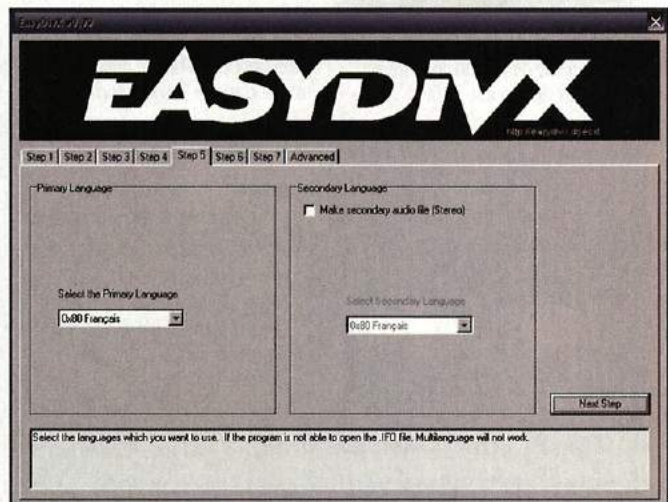 EASYDIVX
Step 1 Step 2 Step 3 Step 4 Step 5 Step 6 Step 7 Advanced
Primary Language
Secondary Language
Make secondary audio file (Stereo)
Select the Primary Language
0x80 Français
Select Secondary Language
0x80 Français
Next Step
Select the languages which you want to use. If the program is not able to open the .IFO file, Multilanguage will not work.